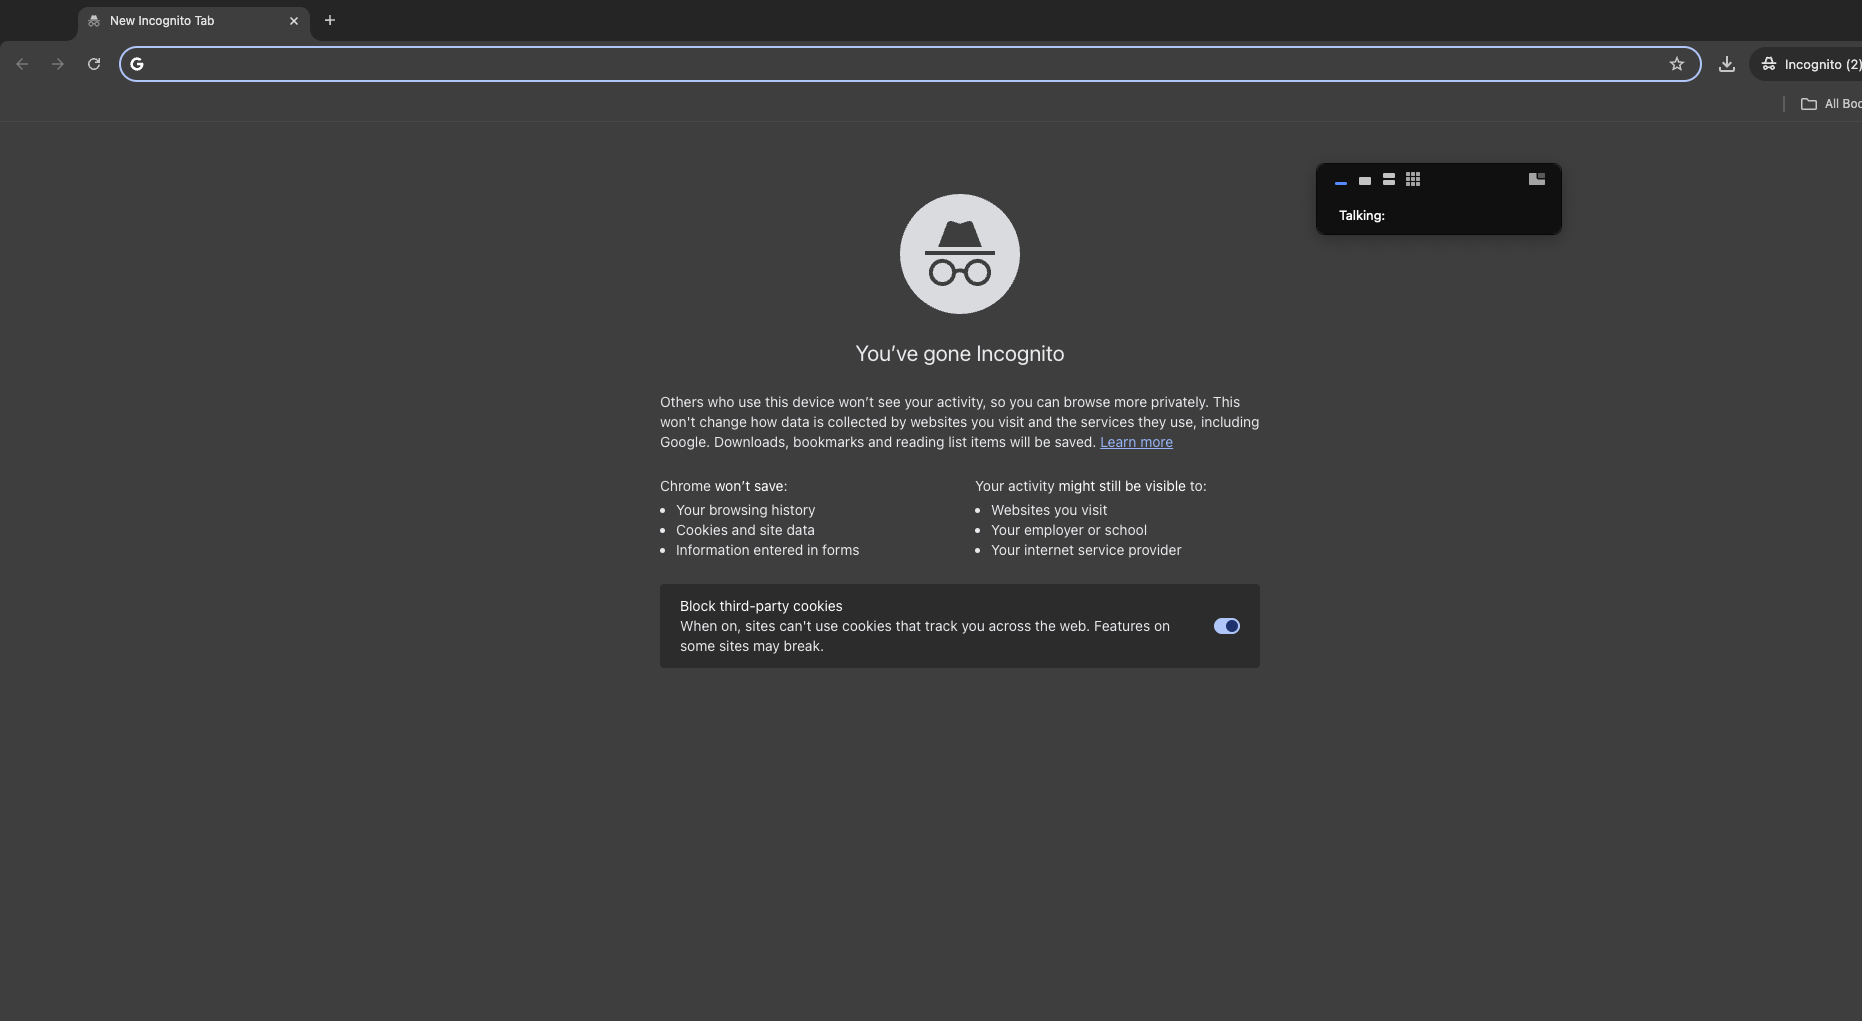 New Incognito Tab
Incognito (2)
All Boo
Talking:
You’ve gone Incognito
Others who use this device won’t see your activity, so you can browse more privately. This
won't change how data is collected by websites you visit and the services they use, including
Google. Downloads, bookmarks and reading list items will be saved. Learn more
Chrome won’t save:
Your browsing history
Cookies and site data
Information entered in forms
Your activity might still be visible to:
Websites you visit
Your employer or school
Your internet service provider
Block third-party cookies
When on, sites can't use cookies that track you across the web. Features on
some sites may break.